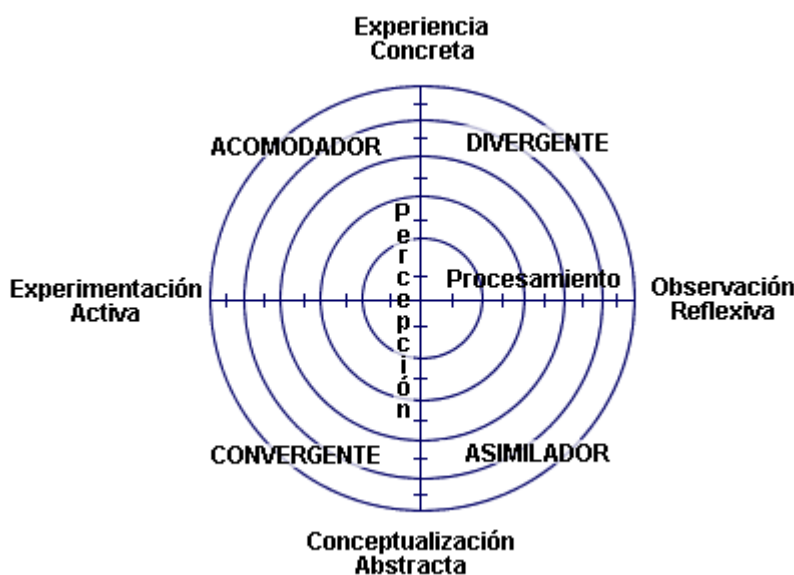 Experiencia
Concreta
ACOMODADOR
DIVERGENTE
Percepción
Procesamiento
Experimentación
Activa
Observación
Reflexiva
CONVERGENTE
ASIMILADOR
Conceptualización
Abstracta